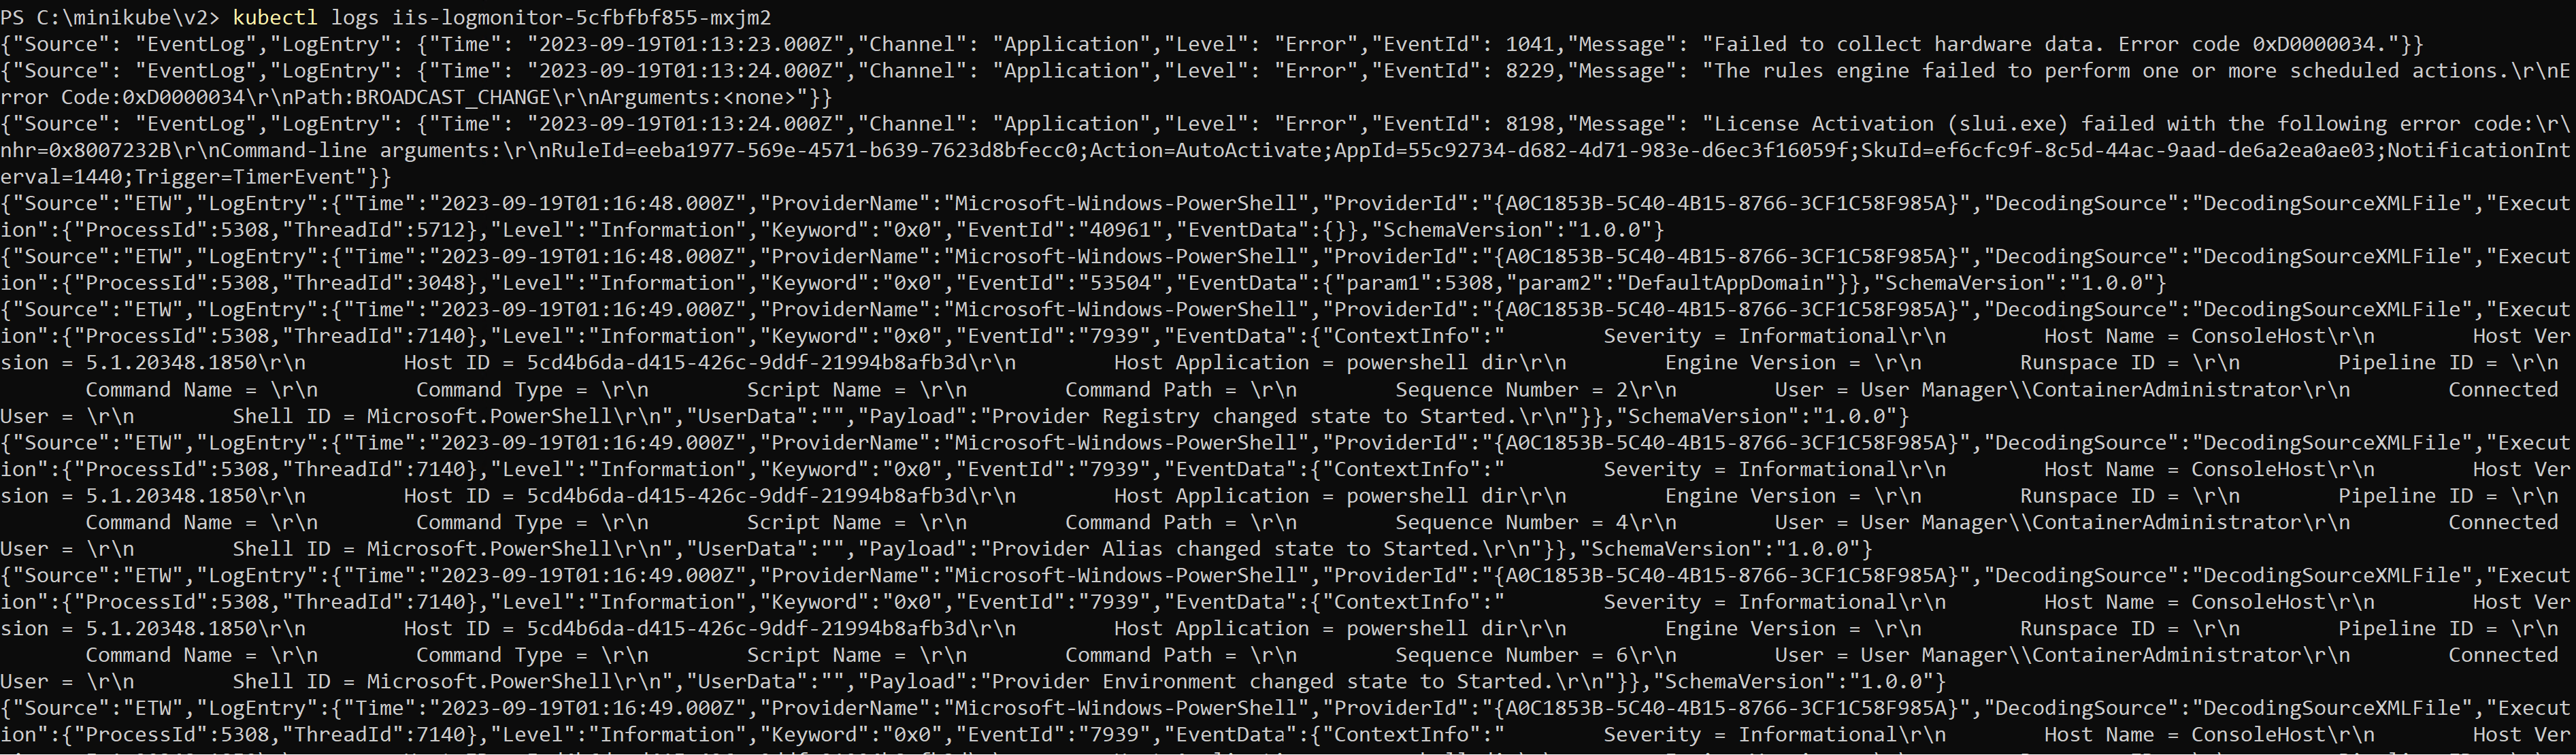 PS C:\minikube\v2> kubectl logs iis-logmonitor-5cfbfbf855-mxjm2
{"Source": "EventLog","LogEntry": {"Time": "2023-09-19T01:13:23.000Z","Channel": "Application","Level": "Error","EventId": 1041,"Message": "Failed to collect hardware data. Error code 0xD0000034."}}
{"Source": "EventLog","LogEntry": {"Time": "2023-09-19T01:13:24.000Z","Channel": "Application","Level": "Error","EventId": 8229,"Message": "The rules engine failed to perform one or more scheduled actions.\r\nE
rror Code:0xD0000034\r\nPath:BROADCAST_CHANGE\r\nArguments:<none>"}}
{"Source": "EventLog","LogEntry": {"Time": "2023-09-19T01:13:24.000Z","Channel": "Application","Level": "Error","EventId": 8198,"Message": "License Activation (slui.exe) failed with the following error code:\r\
nhr=0x8007232B\r\nCommand-line arguments:\r\nRuleId=eeba1977-569e-4571-b639-7623d8bfecc0;Action=AutoActivate;AppId=55c92734-d682-4d71-983e-d6ec3f16059f;SkuId=ef6cfc9f-8c5d-44ac-9aad-de6a2ea0ae03;NotificationInt
erval=1440;Trigger=TimerEvent"}}
{"Source":"ETW","LogEntry":{"Time":"2023-09-19T01:16:48.000Z","ProviderName":"Microsoft-Windows-PowerShell","ProviderId":"{A0C1853B-5C40-4B15-8766-3CF1C58F985A}","DecodingSource":"DecodingSourceXMLFile","Execut
ion":{"ProcessId":5308,"ThreadId":5712},"Level":"Information","Keyword":"0x0","EventId":"40961","EventData":{}},"SchemaVersion":"1.0.0"}
{"Source":"ETW","LogEntry":{"Time":"2023-09-19T01:16:48.000Z","ProviderName":"Microsoft-Windows-PowerShell","ProviderId":"{A0C1853B-5C40-4B15-8766-3CF1C58F985A}","DecodingSource":"DecodingSourceXMLFile","Execut
ion":{"ProcessId":5308,"ThreadId":3048},"Level":"Information","Keyword":"0x0","EventId":"53504","EventData":{"param1":5308,"param2":"DefaultAppDomain"}},"SchemaVersion":"1.0.0"}
{"Source":"ETW","LogEntry":{"Time":"2023-09-19T01:16:49.000Z","ProviderName":"Microsoft-Windows-PowerShell","ProviderId":"{A0C1853B-5C40-4B15-8766-3CF1C58F985A}","DecodingSource":"DecodingSourceXMLFile","Execut
ion":{"ProcessId":5308,"ThreadId":7140},"Level":"Information","Keyword":"0x0","EventId":"7939","EventData":{"ContextInfo":"        Severity = Informational\r\n        Host Name = ConsoleHost\r\n        Host Ver
sion = 5.1.20348.1850\r\n        Host ID = 5cd4b6da-d415-426c-9ddf-21994b8afb3d\r\n        Host Application = powershell dir\r\n        Engine Version = \r\n        Runspace ID = \r\n        Pipeline ID = \r\n
       Command Name = \r\n        Command Type = \r\n        Script Name = \r\n        Command Path = \r\n        Sequence Number = 2\r\n        User = User Manager\\ContainerAdministrator\r\n        Connected
User = \r\n        Shell ID = Microsoft.PowerShell\r\n","UserData":"","Payload":"Provider Registry changed state to Started.\r\n"}},"SchemaVersion":"1.0.0"}
{"Source":"ETW","LogEntry":{"Time":"2023-09-19T01:16:49.000Z","ProviderName":"Microsoft-Windows-PowerShell","ProviderId":"{A0C1853B-5C40-4B15-8766-3CF1C58F985A}","DecodingSource":"DecodingSourceXMLFile","Execut
ion":{"ProcessId":5308,"ThreadId":7140},"Level":"Information","Keyword":"0x0","EventId":"7939","EventData":{"ContextInfo":"        Severity = Informational\r\n        Host Name = ConsoleHost\r\n        Host Ver
sion = 5.1.20348.1850\r\n        Host ID = 5cd4b6da-d415-426c-9ddf-21994b8afb3d\r\n        Host Application = powershell dir\r\n        Engine Version = \r\n        Runspace ID = \r\n        Pipeline ID = \r\n
       Command Name = \r\n        Command Type = \r\n        Script Name = \r\n        Command Path = \r\n        Sequence Number = 4\r\n        User = User Manager\\ContainerAdministrator\r\n        Connected
User = \r\n        Shell ID = Microsoft.PowerShell\r\n","UserData":"","Payload":"Provider Alias changed state to Started.\r\n"}},"SchemaVersion":"1.0.0"}
{"Source":"ETW","LogEntry":{"Time":"2023-09-19T01:16:49.000Z","ProviderName":"Microsoft-Windows-PowerShell","ProviderId":"{A0C1853B-5C40-4B15-8766-3CF1C58F985A}","DecodingSource":"DecodingSourceXMLFile","Execut
ion":{"ProcessId":5308,"ThreadId":7140},"Level":"Information","Keyword":"0x0","EventId":"7939","EventData":{"ContextInfo":"        Severity = Informational\r\n        Host Name = ConsoleHost\r\n        Host Ver
sion = 5.1.20348.1850\r\n        Host ID = 5cd4b6da-d415-426c-9ddf-21994b8afb3d\r\n        Host Application = powershell dir\r\n        Engine Version = \r\n        Runspace ID = \r\n        Pipeline ID = \r\n
       Command Name = \r\n        Command Type = \r\n        Script Name = \r\n        Command Path = \r\n        Sequence Number = 6\r\n        User = User Manager\\ContainerAdministrator\r\n        Connected
User = \r\n        Shell ID = Microsoft.PowerShell\r\n","UserData":"","Payload":"Provider Environment changed state to Started.\r\n"}},"SchemaVersion":"1.0.0"}
{"Source":"ETW","LogEntry":{"Time":"2023-09-19T01:16:49.000Z","ProviderName":"Microsoft-Windows-PowerShell","ProviderId":"{A0C1853B-5C40-4B15-8766-3CF1C58F985A}","DecodingSource":"DecodingSourceXMLFile","Execut
ion":{"ProcessId":5308,"ThreadId":7140},"Level":"Information","Keyword":"0x0","EventId":"7939","EventData":{"ContextInfo":"        Severity = Informational\r\n        Host Name = ConsoleHost\r\n        Host Ver